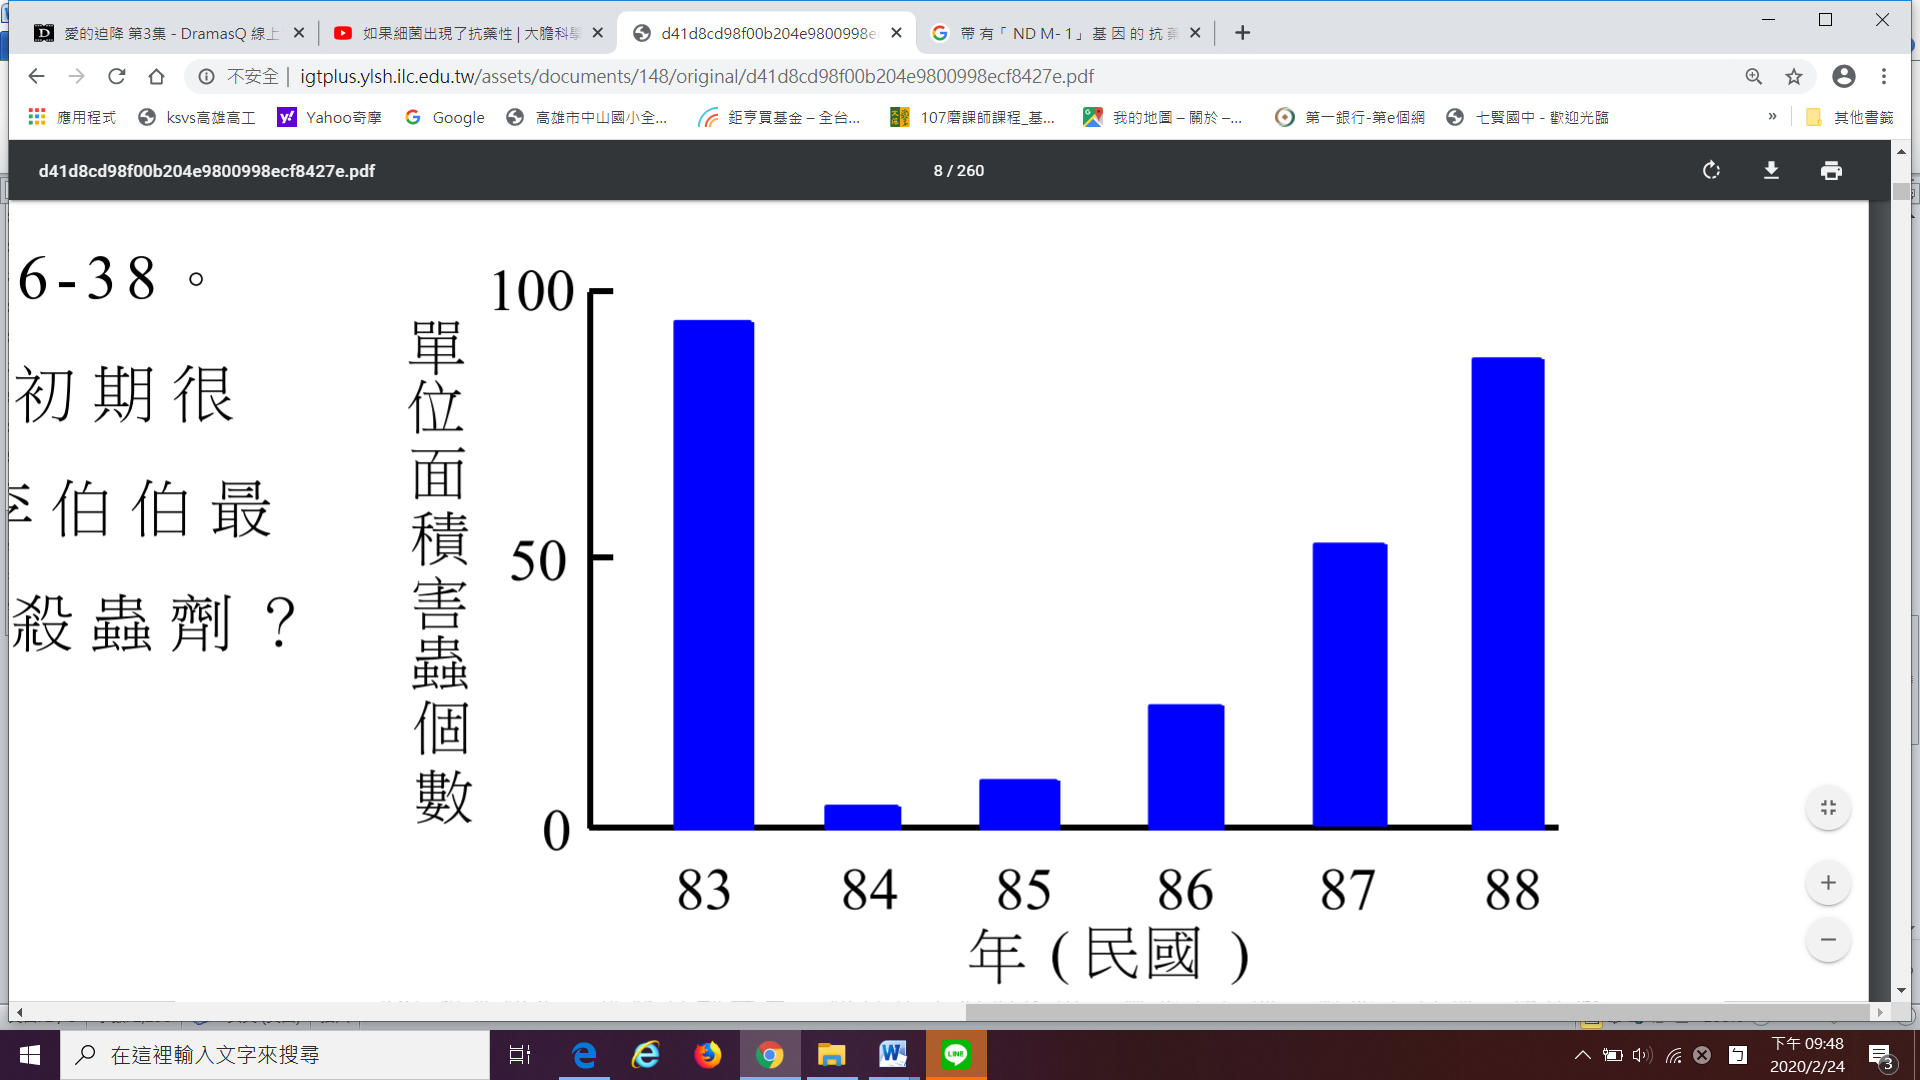 愛的迫降 第3集 - DramasQ 線上
如果細菌出現了抗藥性 | 大膽科學
d41d8cd98f00b204e9800998e
帶 有「 ND M- 1 」 基 因 的 抗 藥
不安全 | igtplus.ylsh.ilc.edu.tw/assets/documents/148/original/d41d8cd98f00b204e9800998ecf8427e.pdf
應用程式
ksvs高雄高工
Yahoo奇摩
Google
高雄市中山國小全...
鉅亨買基金 – 全台...
107磨課師課程_基...
我的地圖 – 關於 –...
第一銀行-第e個網
七賢國中 - 歡迎光臨
»
其他書籤
d41d8cd98f00b204e9800998ecf8427e.pdf
8 / 260
6-38。
初期很
李伯伯最
殺蟲劑？
單位面積害蟲個數
100
50
0
83 84 85 86 87 88
年 ( 民國 )
在這裡輸入文字來搜尋
LINE
下午 09:48
2020/2/24
3